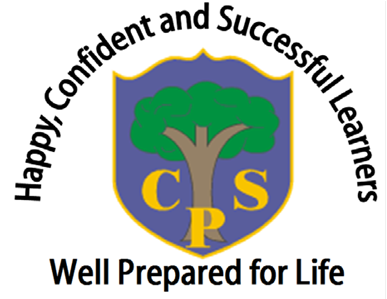 Happy, Confident and Successful Learners
C P S
Well Prepared for Life